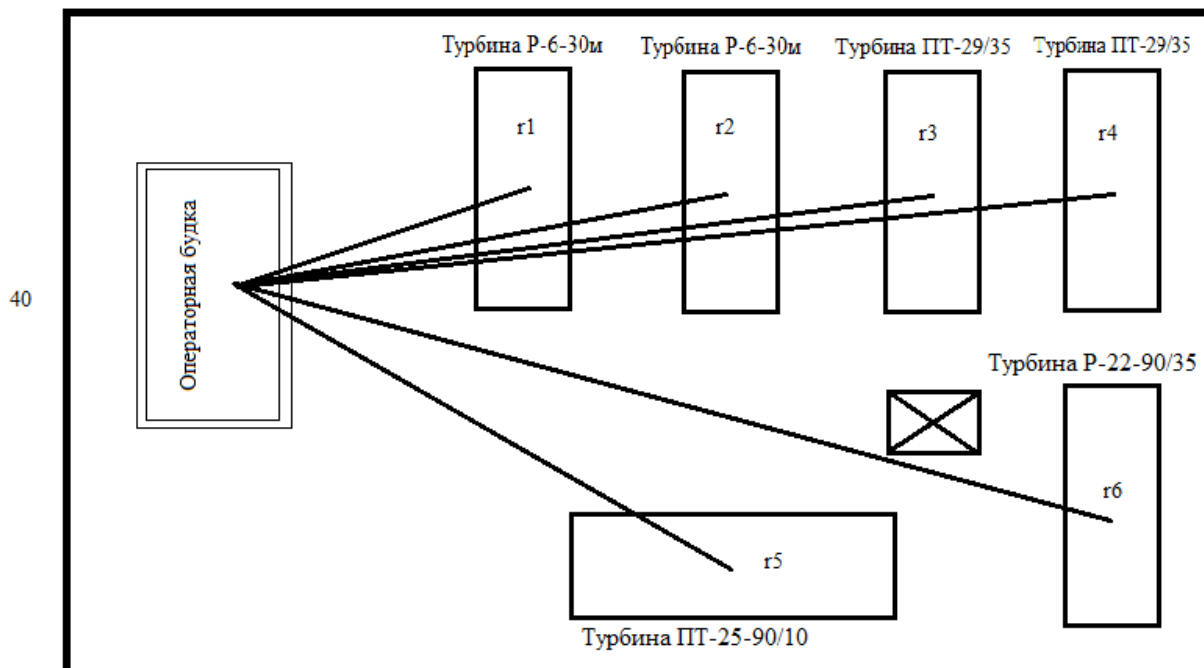 Турбина Р-6-30м
Турбина Р-6-30м
Турбина ПТ-29/35
Турбина ПТ-29/35
r1
r2
r3
r4
Операторная будка
40
Турбина Р-22-90/35
r6
r5
Турбина ПТ-25-90/10